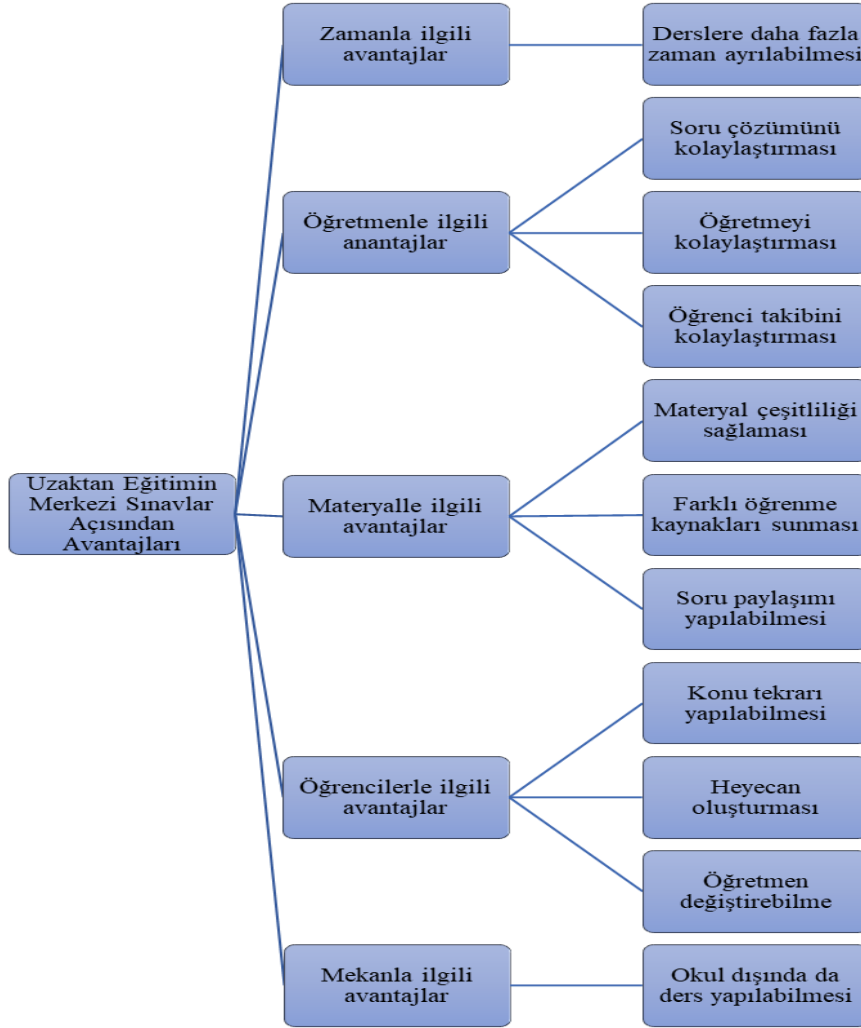 Zamanla ilgili
avantajlar
Derslere daha fazla
zaman ayrılabilmesi
Soru çözümünü
kolaylaştırması
Öğretmenle ilgili
anantajlar
Öğretmeyi
kolaylaştırması
Öğrenci takibini
kolaylaştırması
Uzaktan Eğitimin
Merkezi Sınavlar
Açısından
Avantajları
Materyalle ilgili
avantajlar
Materyal çeşitliliği
sağlaması
Farklı öğrenme
kaynakları sunması
Soru paylaşımı
yapılabilmesi
Öğrencilerle ilgili
avantajlar
Konu tekrarı
yapılabilmesi
Heyecan
oluşturması
Öğretmen
değiştirebilme
Mekanla ilgili
avantajlar
Okul dışında da
ders yapılabilmesi